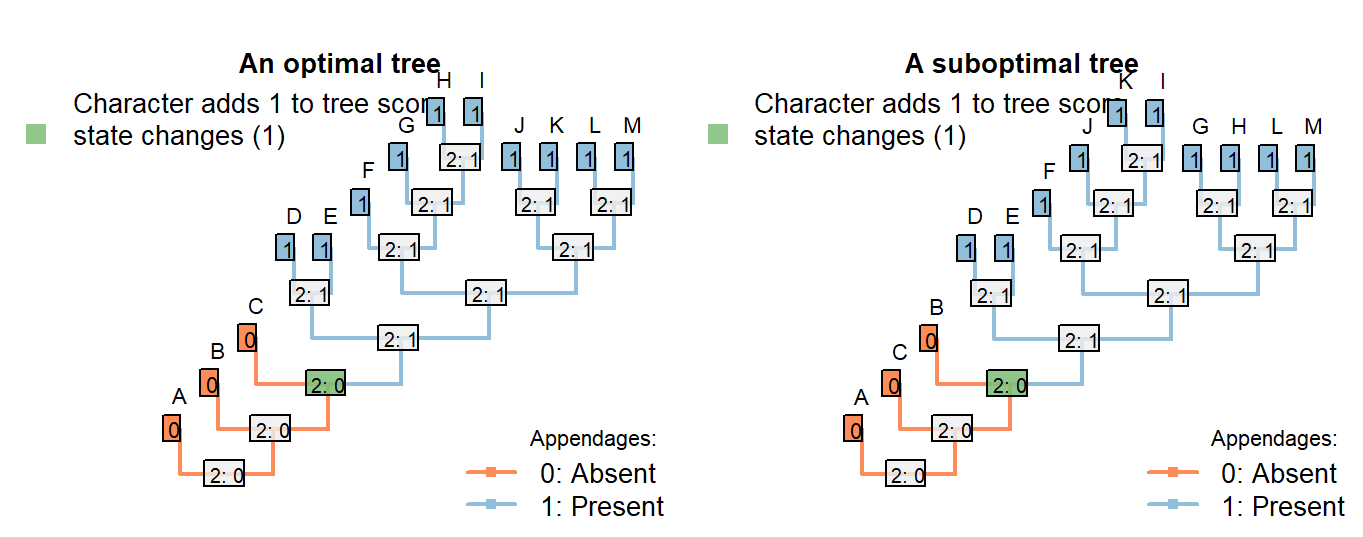 An optimal tree
Character adds 1 to tree score
state changes (1)
H I
1 1
G J K L M
1 2: 1 1 1 1 1
F
1 2: 1 2: 1 2: 1
D E
1 1 2: 1 2: 1
C
2: 1 2: 1
B
0 2: 1
A
0 2: 0
0 2: 0
2: 0
Appendages:
0: Absent
1: Present
A suboptimal tree
Character adds 1 to tree score
state changes (1)
K I
1 1
J G H L M
1 2: 1 1 1 1 1
F
1 2: 1 2: 1 2: 1
D E
1 1 2: 1 2: 1
B
2: 1 2: 1
C
0 2: 1
A
0 2: 0
0 2: 0
2: 0
Appendages:
0: Absent
1: Present